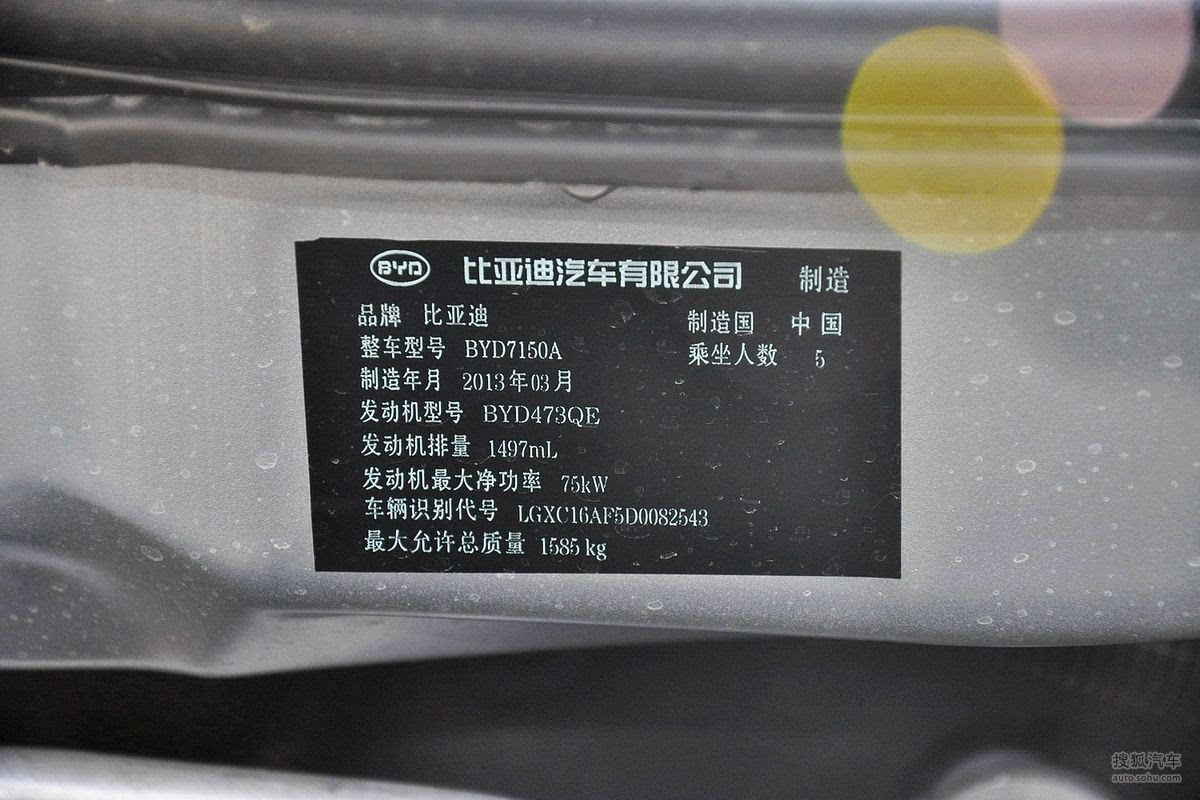 BYD 比亚迪汽车有限公司 制造
品牌 比亚迪 制造国 中国
整车型号 BYD7150A 乘坐人数 5
制造年月 2013年03月
发动机型号 BYD473QE
发动机排量 1497mL
发动机最大净功率 75kW
车辆识别代号 LGXC16AF5D0082543
最大允许总质量 1585kg
搜狐汽车
auto.sohu.com